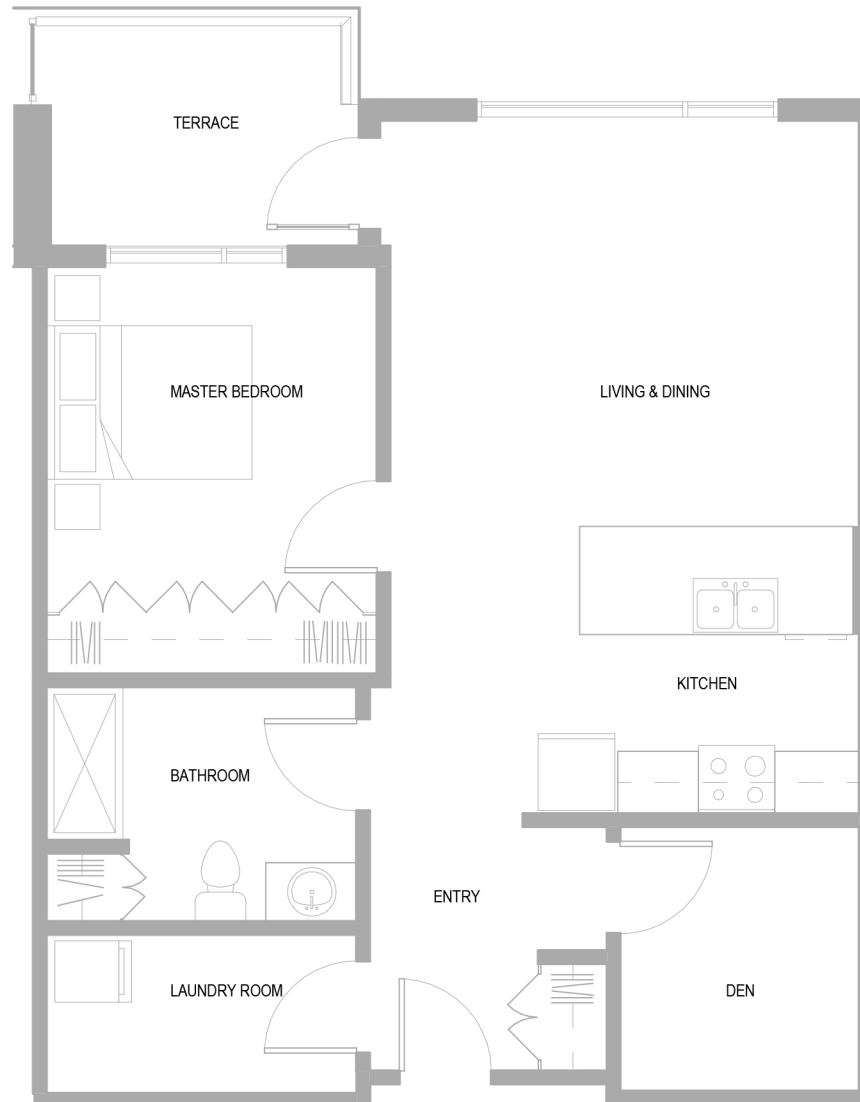 TERRACE
MASTER BEDROOM
LIVING & DINING
KITCHEN
BATHROOM
ENTRY
LAUNDRY ROOM
DEN